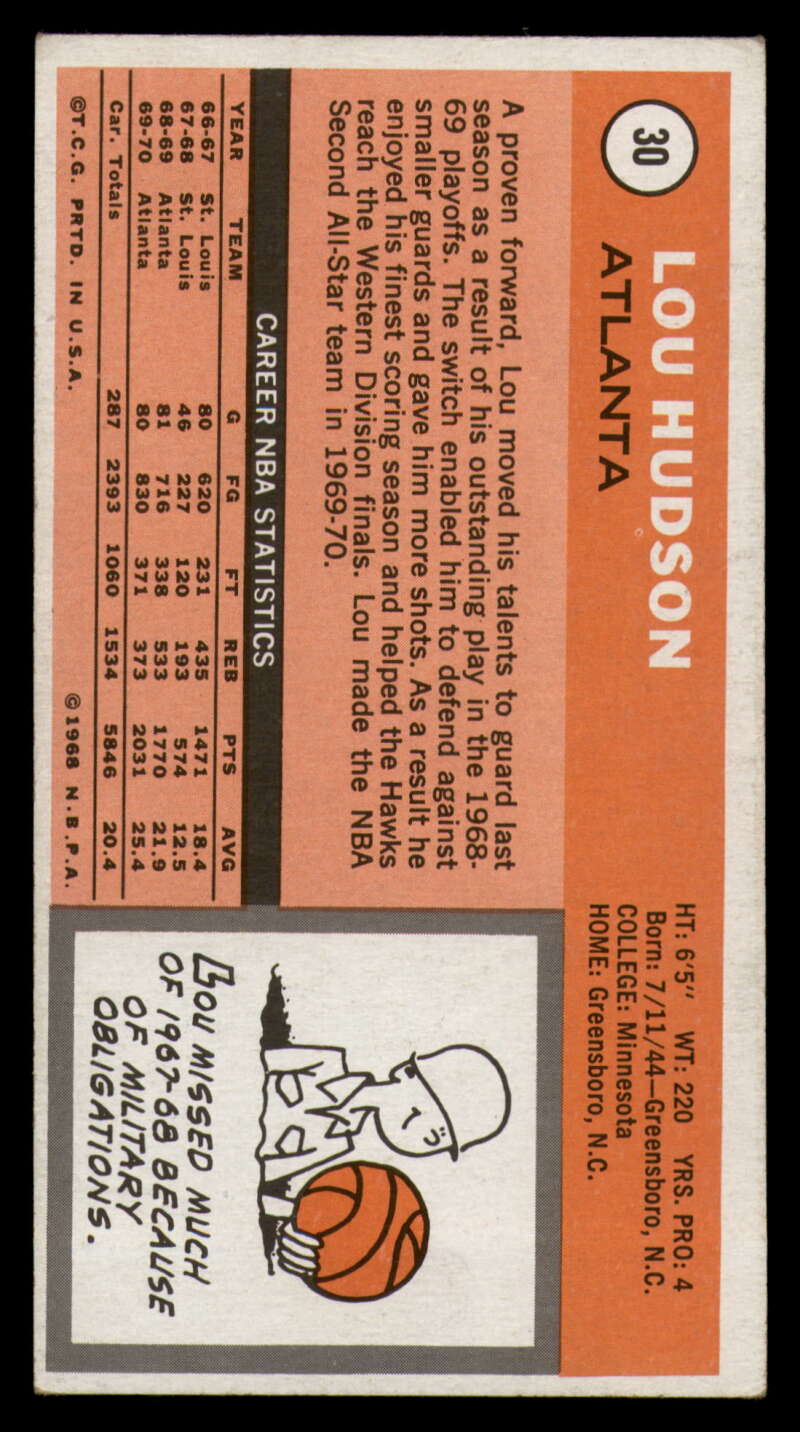 30
LOU HUDSON
ATLANTA
HT: 6'5" WT: 220 YRS. PRO: 4
Born: 7/11/44—Greensboro, N.C.
COLLEGE: Minnesota
HOME: Greensboro, N.C.
A proven forward, Lou moved his talents to guard last
season as a result of his outstanding play in the 1968-
69 playoffs. The switch enabled him to defend against
smaller guards and gave him more shots. As a result he
enjoyed his finest scoring season and helped the Hawks
reach the Western Division finals. Lou made the NBA
Second All-Star team in 1969-70.
CAREER NBA STATISTICS
YEAR TEAM G FG FT REB PTS AVG
66-67 St. Louis 80 620 231 435 1471 18.4
67-68 St. Louis 46 227 120 193 574 12.5
68-69 Atlanta 81 716 338 533 1770 21.9
69-70 Atlanta 80 830 371 373 2031 25.4
Car. Totals 287 2393 1060 1534 5846 20.4
©T.C.G. PRTD. IN U.S.A. ©1968 N.B.P.A.
LOU MISSED MUCH
OF 1967-68 BECAUSE
OF MILITARY
OBLIGATIONS.